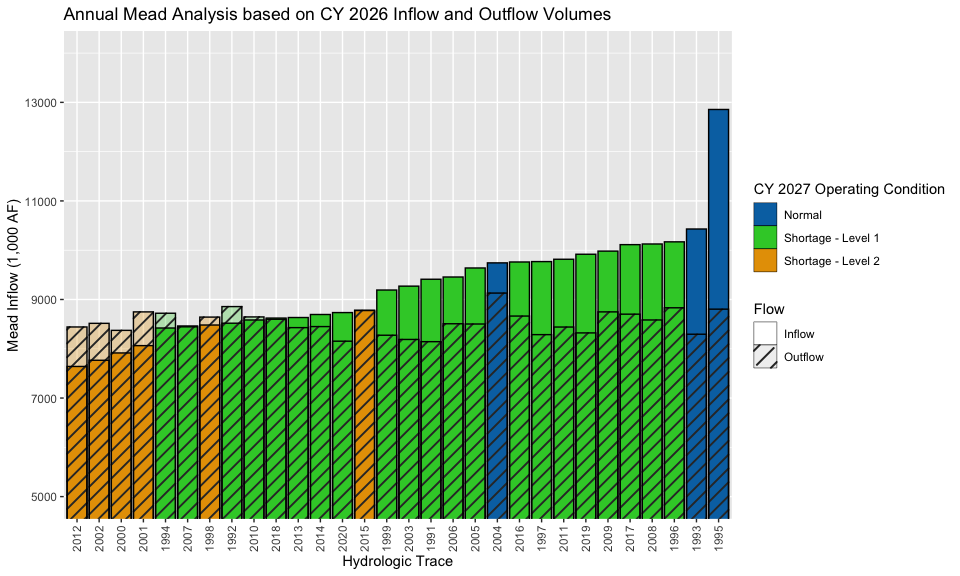 Annual Mead Analysis based on CY 2026 Inflow and Outflow Volumes
Mead Inflow (1,000 AF)
13000
11000
9000
7000
5000
2012 2002 2000 2001 1994 2007 1998 1992 2010 2018 2013 2014 2020 2015 1999 2003 1991 2006 2005 2004 2016 1997 2011 2019 2009 2017 2008 1996 1993 1995
Hydrologic Trace
CY 2027 Operating Condition
Normal
Shortage - Level 1
Shortage - Level 2
Flow
Inflow
Outflow